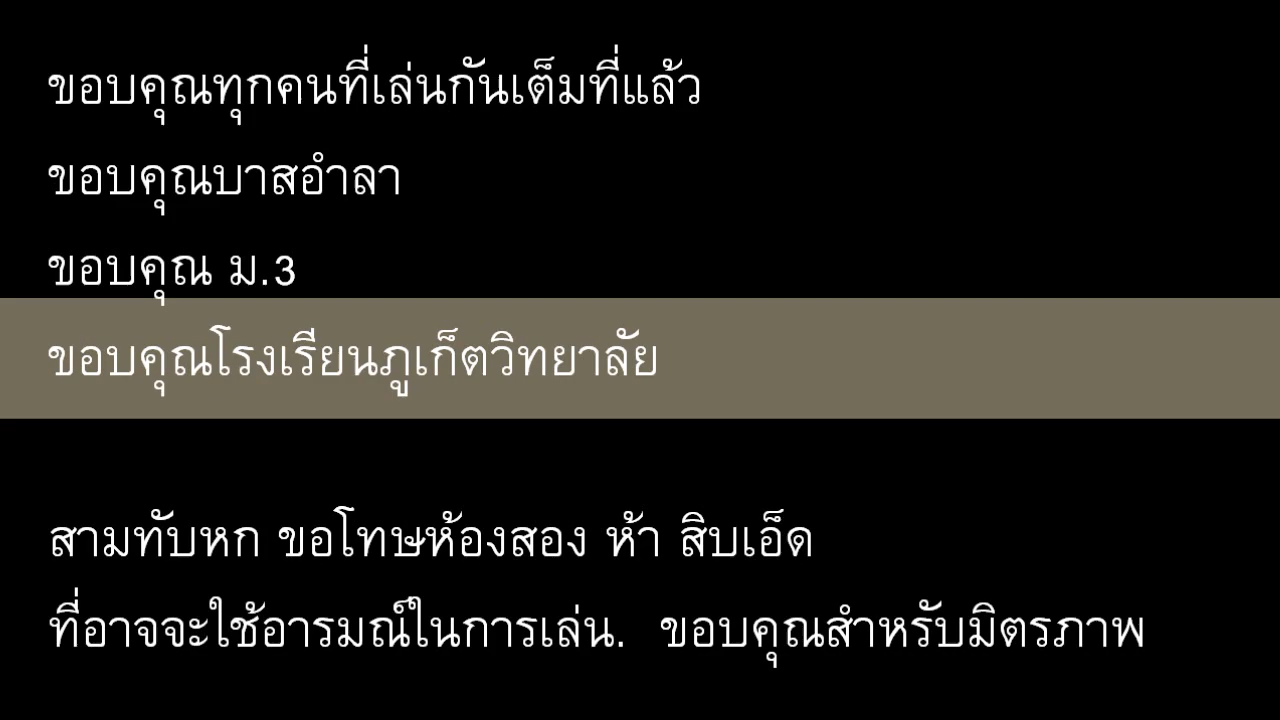 ขอบคุณทุกคนที่เล่นกันเต็มที่แล้ว
ขอบคุณบาสอำลา
ขอบคุณ ม.3
ขอบคุณโรงเรียนภูเก็ตวิทยาลัย
สามทับหก ขอโทษห้องสอง ห้า สิบเอ็ด
ที่อาจจะใช้อารมณ์ในการเล่น. ขอบคุณสำหรับมิตรภาพ